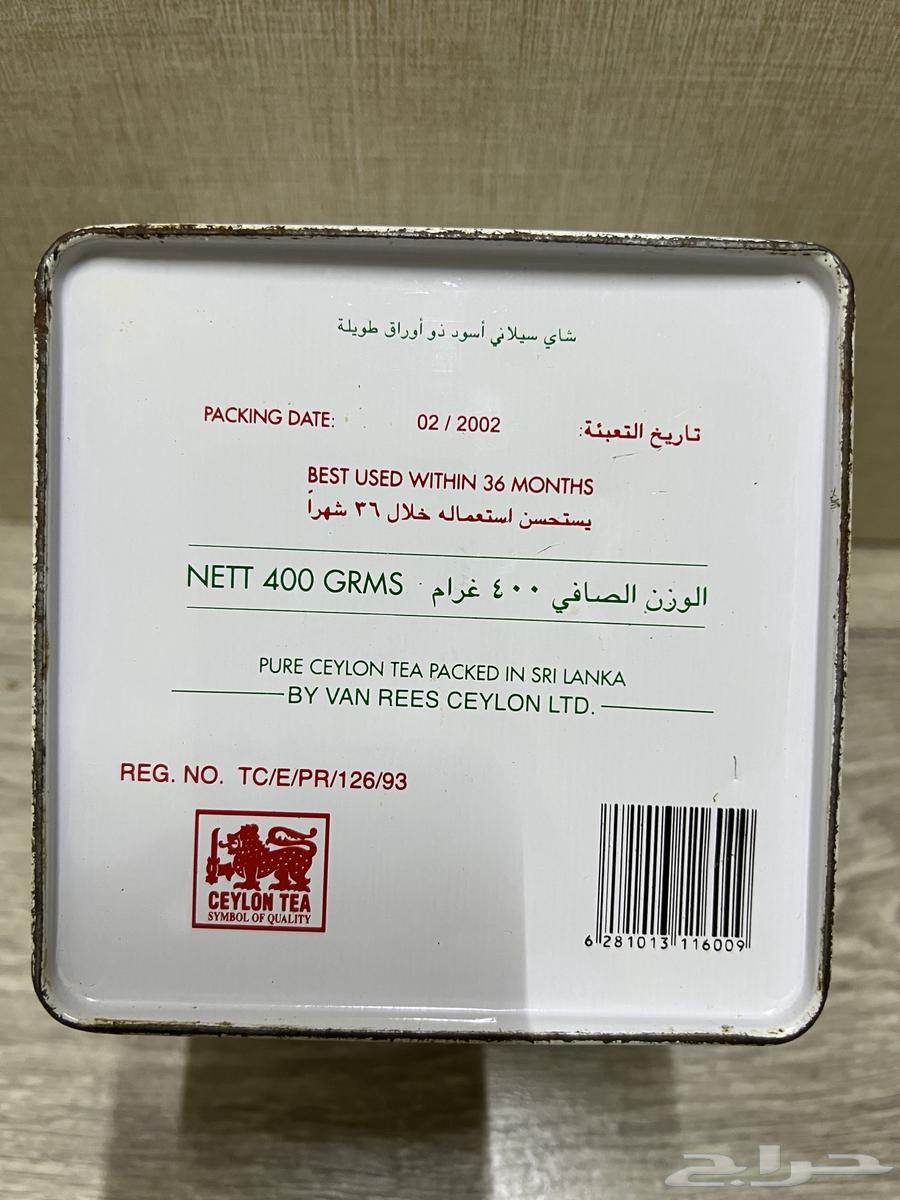 شاي سيلاني أسود ذو أوراق طويلة
PACKING DATE: 02 / 2002 تاريخ التعبئة:
BEST USED WITHIN 36 MONTHS
يستحسن استعماله خلال ٣٦ شهراً
NETT 400 GRMS الوزن الصافي ٤٠٠ غرام
PURE CEYLON TEA PACKED IN SRI LANKA
BY VAN REES CEYLON LTD.
REG. NO. TC/E/PR/126/93
CEYLON TEA
SYMBOL OF QUALITY
6 281013 116009
حراج